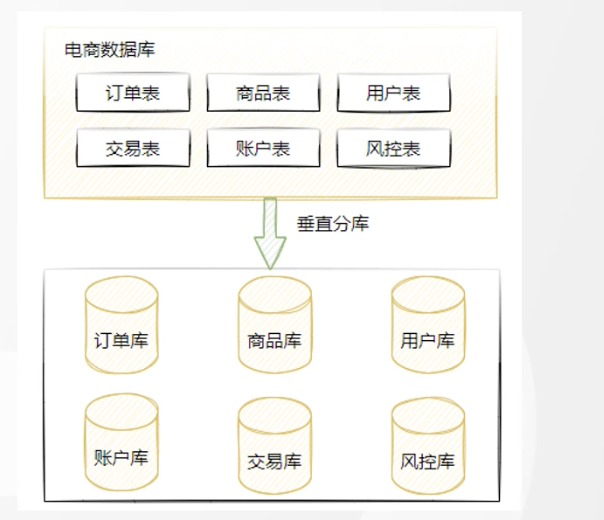 电商数据库
订单表 商品表 用户表
交易表 账户表 风控表
垂直分库
订单库 商品库 用户库
账户库 交易库 风控库